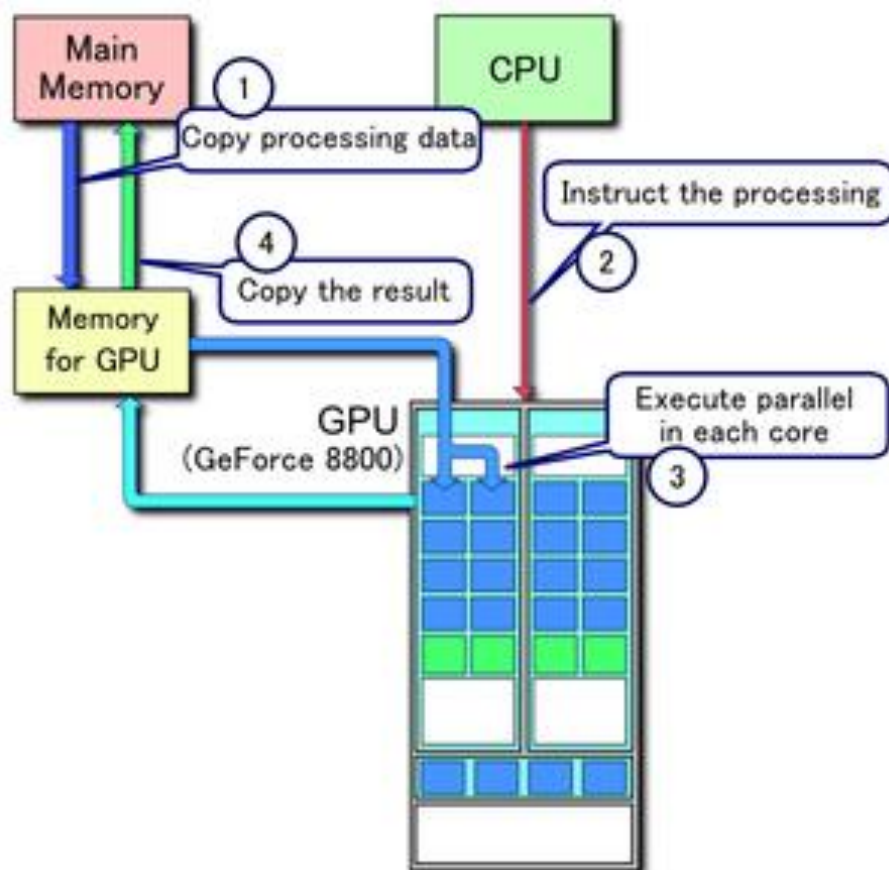 Main
Memory
CPU
1
Copy processing data
Instruct the processing
2
4
Copy the result
Memory
for GPU
Execute parallel
in each core
3
GPU
(GeForce 8800)